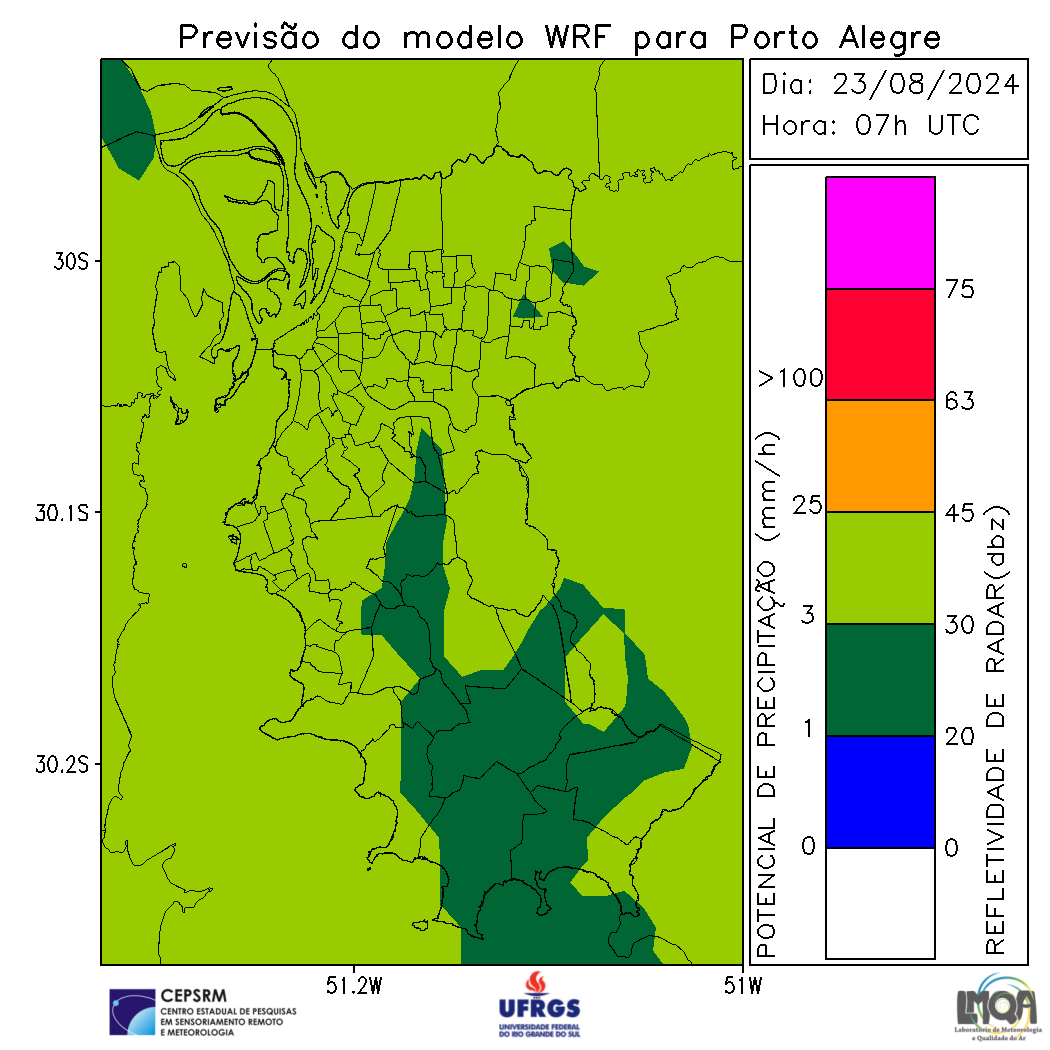 Previsão do modelo WRF para Porto Alegre
Dia: 23/08/2024
Hora: 07h UTC
30S
30.1S
30.2S
51.2W
51W
POTENCIAL DE PRECIPITAÇÃO (mm/h)
>100
25
3
1
0
75
63
45
30
20
0
REFLETIVIDADE DE RADAR(dbz)
CEPSRM
CENTRO ESTADUAL DE PESQUISAS
EM SENSORIAMENTO REMOTO
E METEOROLOGIA
UFRGS
UNIVERSIDADE FEDERAL
DO RIO GRANDE DO SUL
LMQA
Laboratório de Meteorologia
e Qualidade do Ar